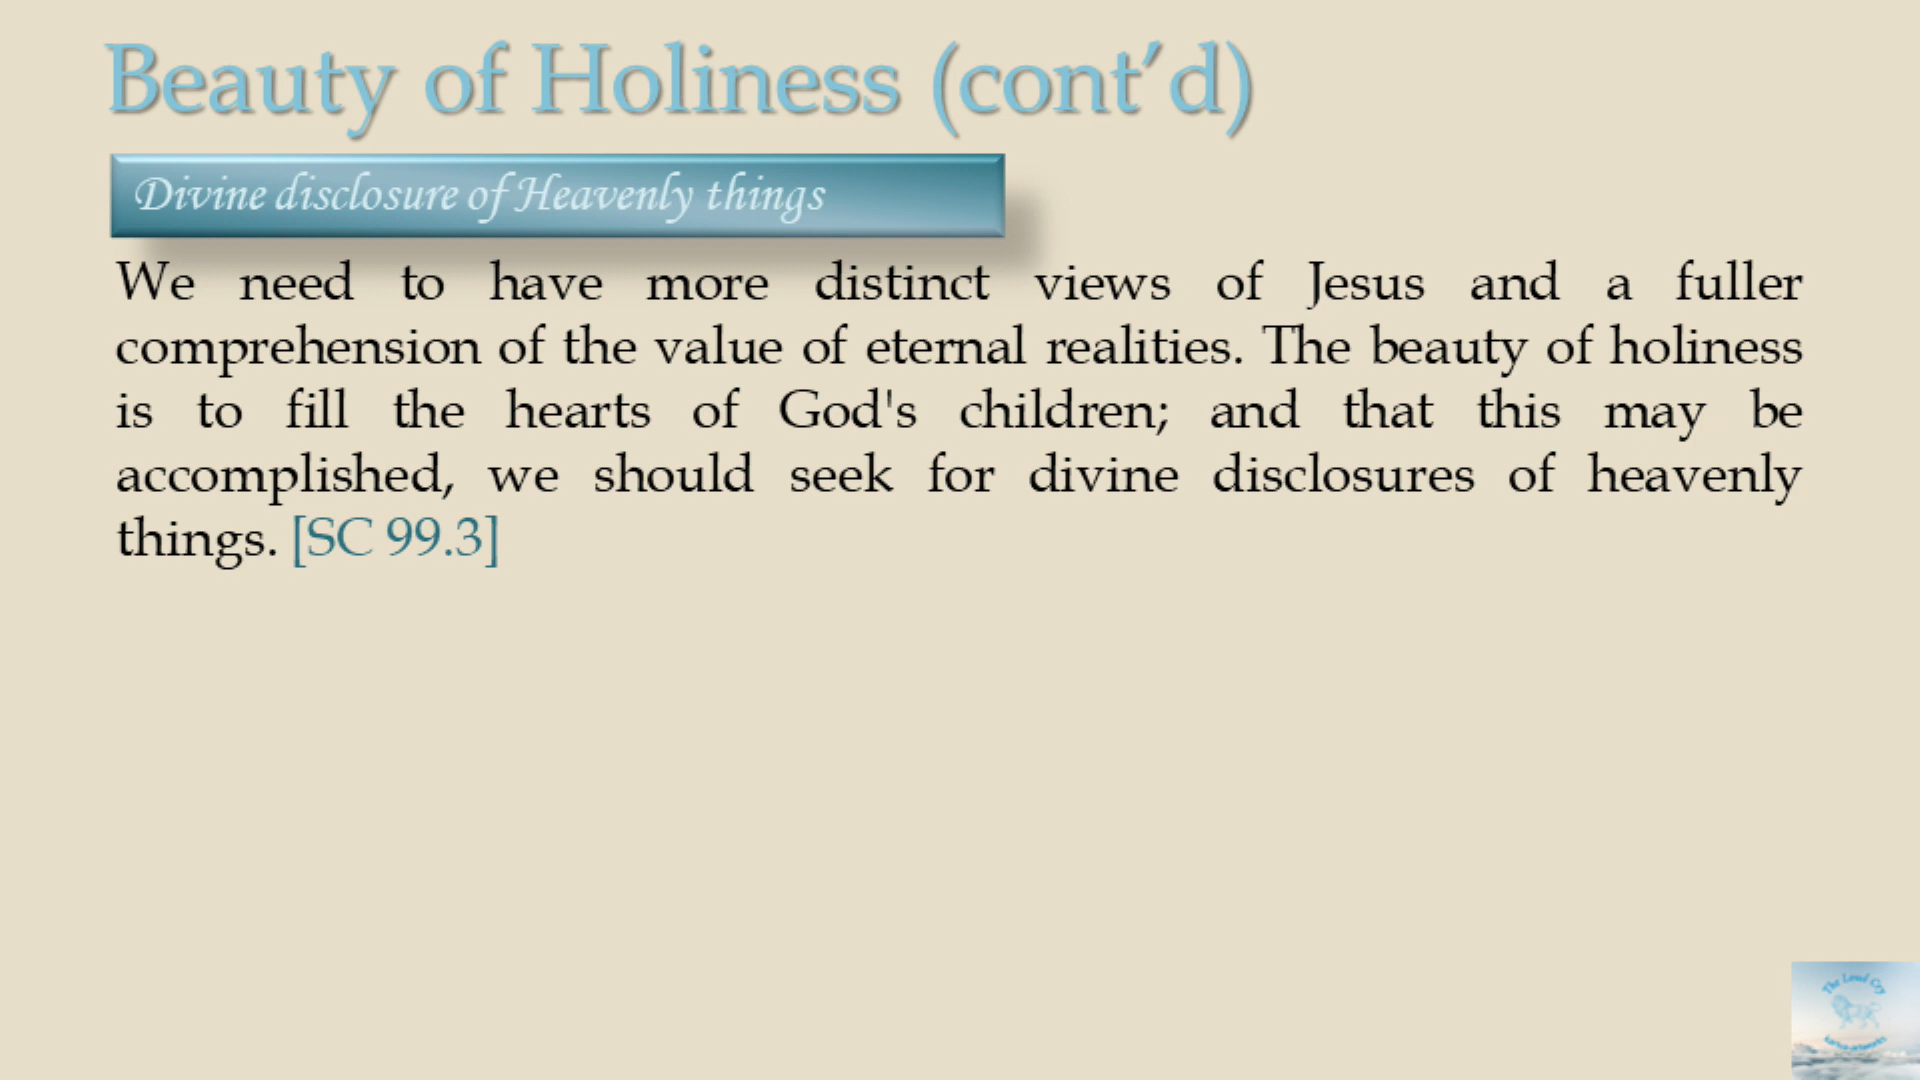 Beauty of Holiness (cont’d)
Divine disclosure of Heavenly things
We need to have more distinct views of Jesus and a fuller
comprehension of the value of eternal realities. The beauty of holiness
is to fill the hearts of God's children; and that this may be
accomplished, we should seek for divine disclosures of heavenly
things. [SC 99.3]
The Loud Cry